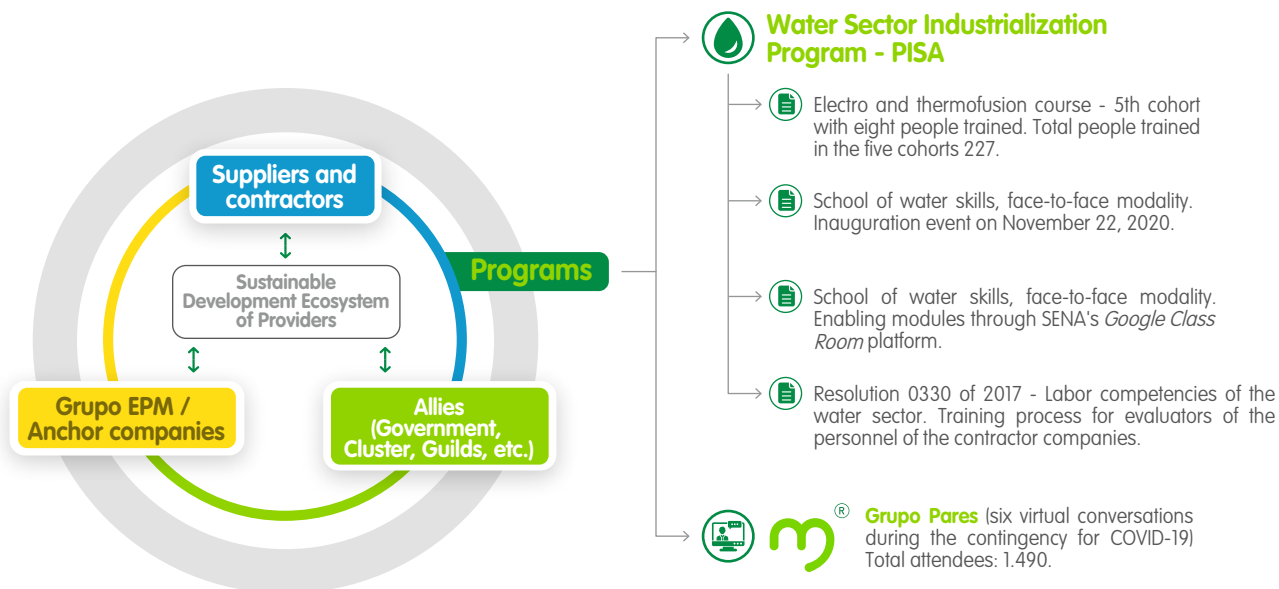 Suppliers and
contractors
Sustainable
Development Ecosystem
of Providers
Grupo EPM /
Anchor companies
Allies
(Government,
Cluster, Guilds, etc.)
Programs
Water Sector Industrialization
Program - PISA
Electro and thermofusion course - 5th cohort
with eight people trained. Total people trained
in the five cohorts 227.
School of water skills, face-to-face modality.
Inauguration event on November 22, 2020.
School of water skills, face-to-face modality.
Enabling modules through SENA's Google Class
Room platform.
Resolution 0330 of 2017 - Labor competencies of the
water sector. Training process for evaluators of the
personnel of the contractor companies.
®
Grupo Pares (six virtual conversations
during the contingency for COVID-19)
Total attendees: 1.490.